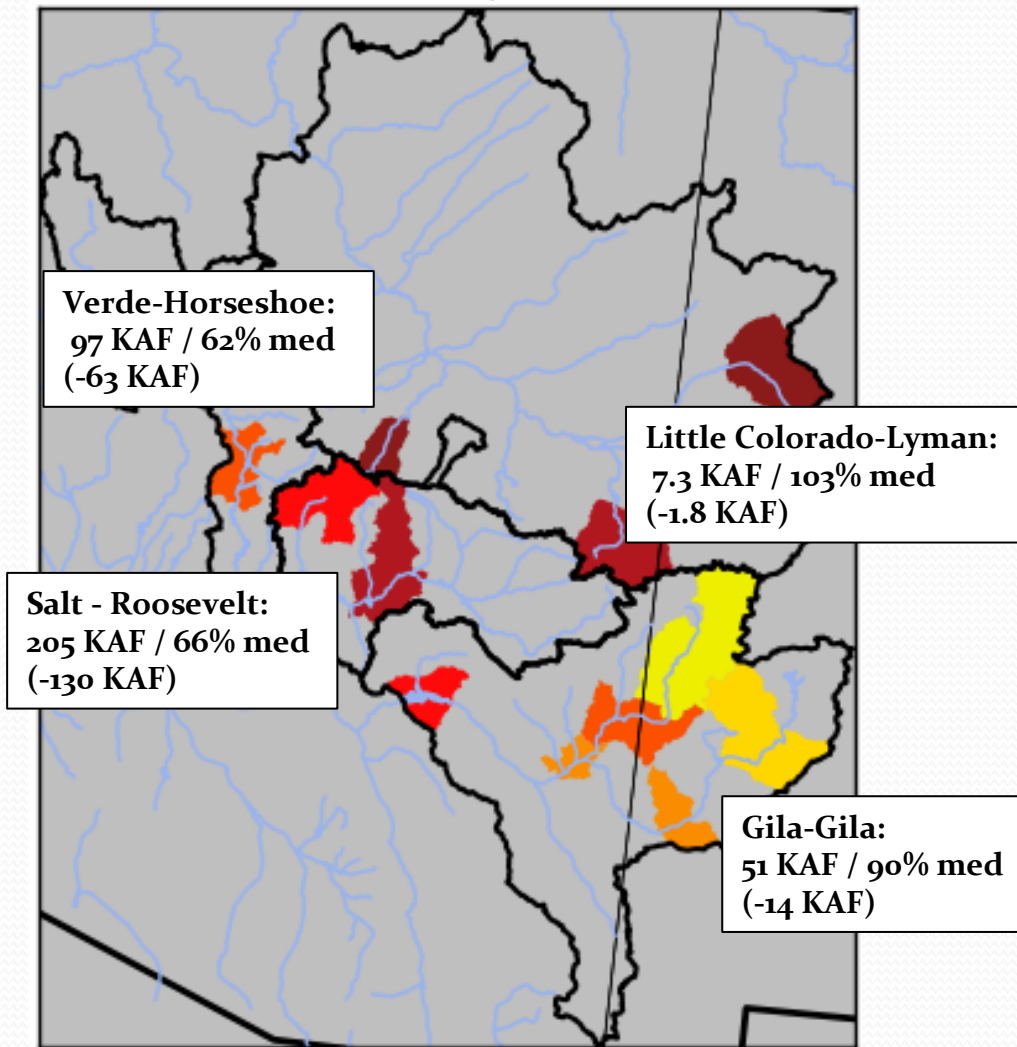 Verde-Horseshoe:
97 KAF / 62% med
(-63 KAF)
Little Colorado-Lyman:
7.3 KAF / 103% med
(-1.8 KAF)
Salt - Roosevelt:
205 KAF / 66% med
(-130 KAF)
Gila-Gila:
51 KAF / 90% med
(-14 KAF)